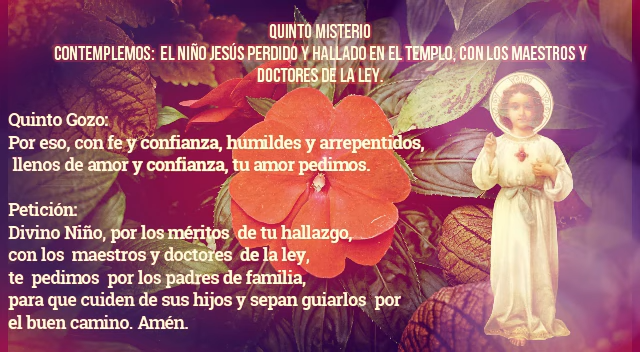 QUINTO MISTERIO
CONTEMPLEMOS: EL NIÑO JESÚS PERDIDO Y HALLADO EN EL TEMPLO, CON LOS MAESTROS Y
DOCTORES DE LA LEY.
Quinto Gozo:
Por eso, con fe y confianza, humildes y arrepentidos,
llenos de amor y confianza, tu amor pedimos.
Petición:
Divino Niño, por los méritos de tu hallazgo,
con los maestros y doctores de la ley,
te pedimos por los padres de familia,
para que cuiden de sus hijos y sepan guiarlos por
el buen camino. Amén.